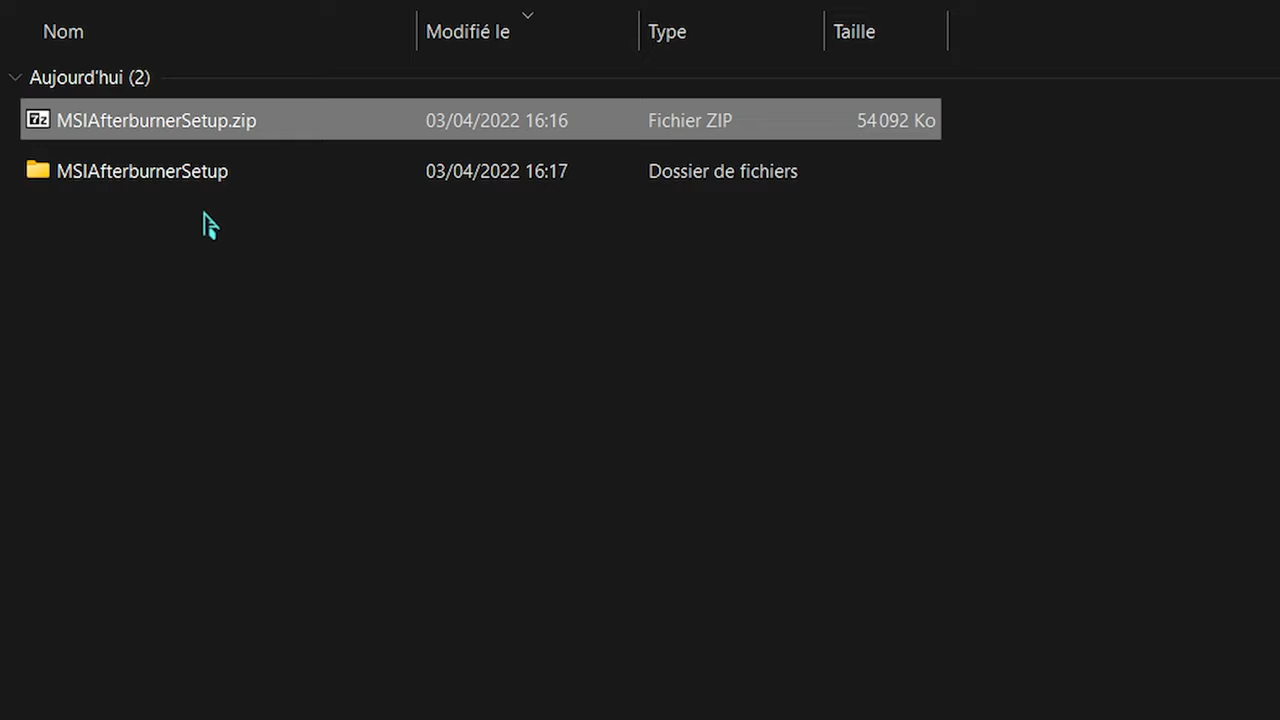 Nom Modifié le Type Taille
Aujourd'hui (2)
7z MSIAfterburnerSetup.zip 03/04/2022 16:16 Fichier ZIP 54 092 Ko
MSIAfterburnerSetup 03/04/2022 16:17 Dossier de fichiers